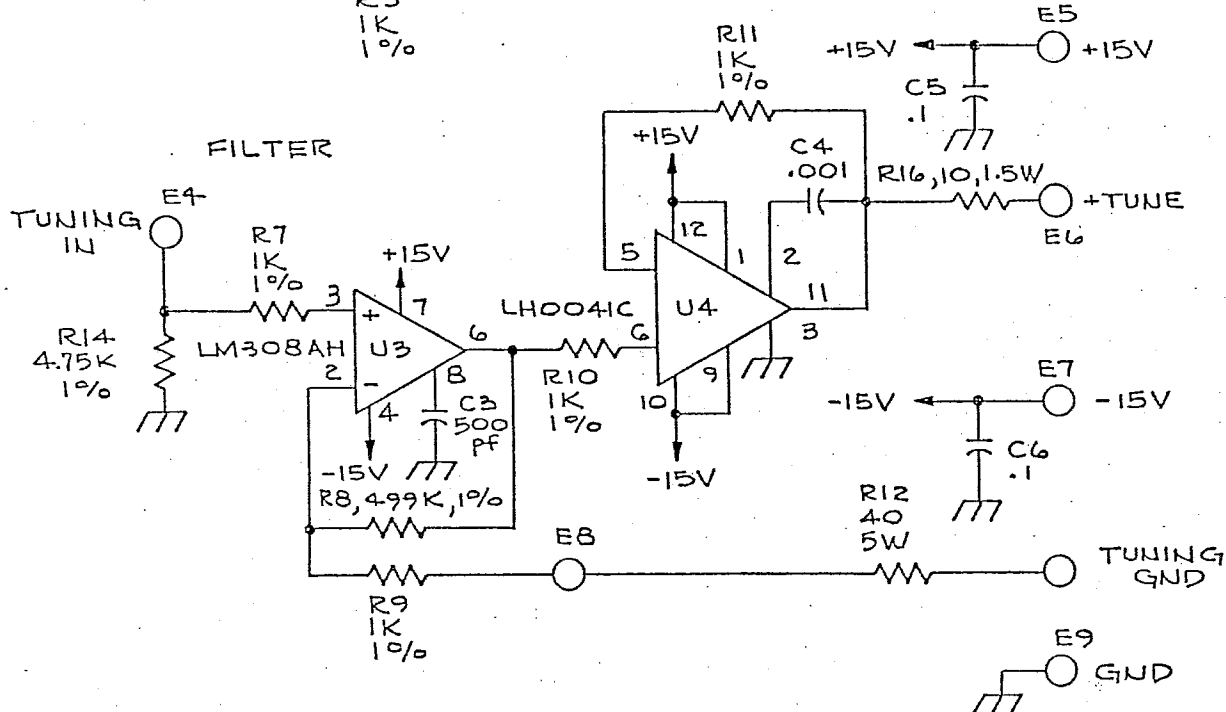 1K
1%
FILTER
E4
TUNING
IN
R7
1K
1%
R14
4.75K
1%
3
+
+15V
7
LM308AH
U3
2
-
4
-15V
6
8
C3
500
pf
R8, 499K, 1%
R9
1K
1%
E8
R10
1K
1%
LH0041C
R11
1K
1%
+15V
5
12
1
2
U4
6
10
9
-15V
11
3
C4
.001
R16, 10, 1.5W
+TUNE
E6
+15V
E5
+15V
C5
.1
-15V
E7
-15V
C6
.1
R12
40
5W
TUNING
GND
E9
GND